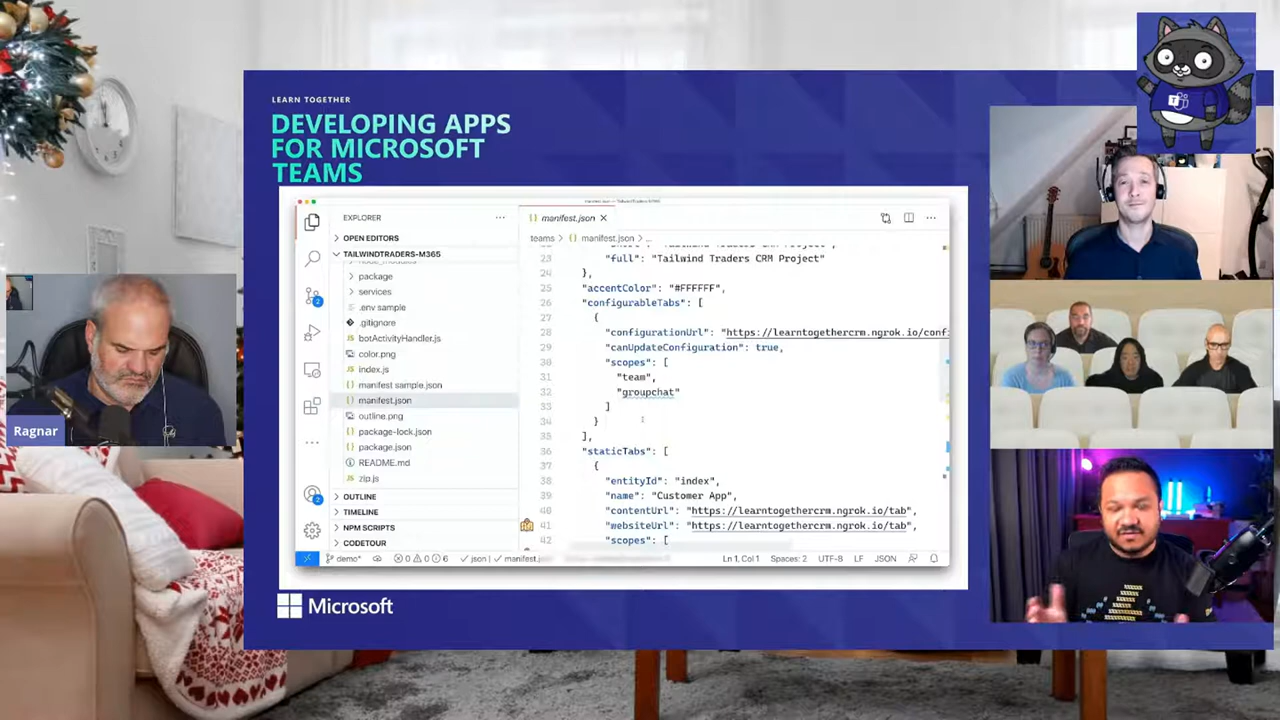 LEARN TOGETHER
DEVELOPING APPS
FOR MICROSOFT
TEAMS
EXPLORER
OPEN EDITORS
TAILWINDTRADERS-M365
package
services
.env sample
.gitignore
botActivityHandler.js
color.png
index.js
manifest sample.json
manifest.json
outline.png
package-lock.json
package.json
README.md
zip.js
OUTLINE
TIMELINE
NPM SCRIPTS
CODETOUR
manifest.json
teams > {} manifest.json > ...
23 "full": "Tailwind Traders CRM Project"
24 },
25 "accentColor": "#FFFFFF",
26 "configurableTabs": [
27 {
28 "configurationUrl": "https://learntogethercrm.ngrok.io/conf
29 "canUpdateConfiguration": true,
30 "scopes": [
31 "team",
32 "groupchat"
33 ]
34 }
35 ],
36 "staticTabs": [
37 {
38 "entityId": "index",
39 "name": "Customer App",
40 "contentUrl": "https://learntogethercrm.ngrok.io/tab",
41 "websiteUrl": "https://learntogethercrm.ngrok.io/tab",
42 "scopes": [
demo* 0 0 6 json manifest.j Ln 1, Col 1 Spaces: 2 UTF-8 LF JSON
Microsoft
Ragnar